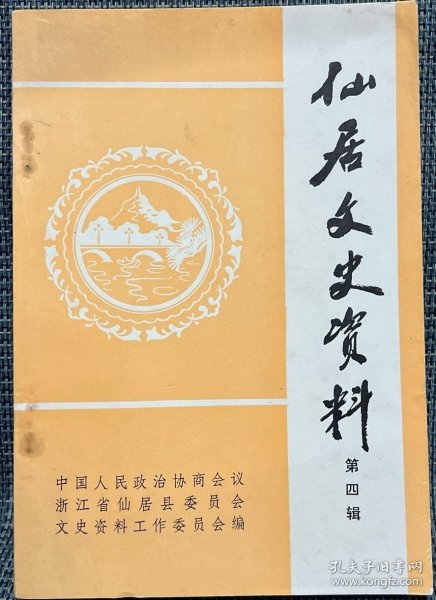 仙居文史资料
第四辑
中国人民政治协商会议
浙江省仙居县委员会
文史资料工作委员会编
孔夫子旧书网
www.kongfz.com